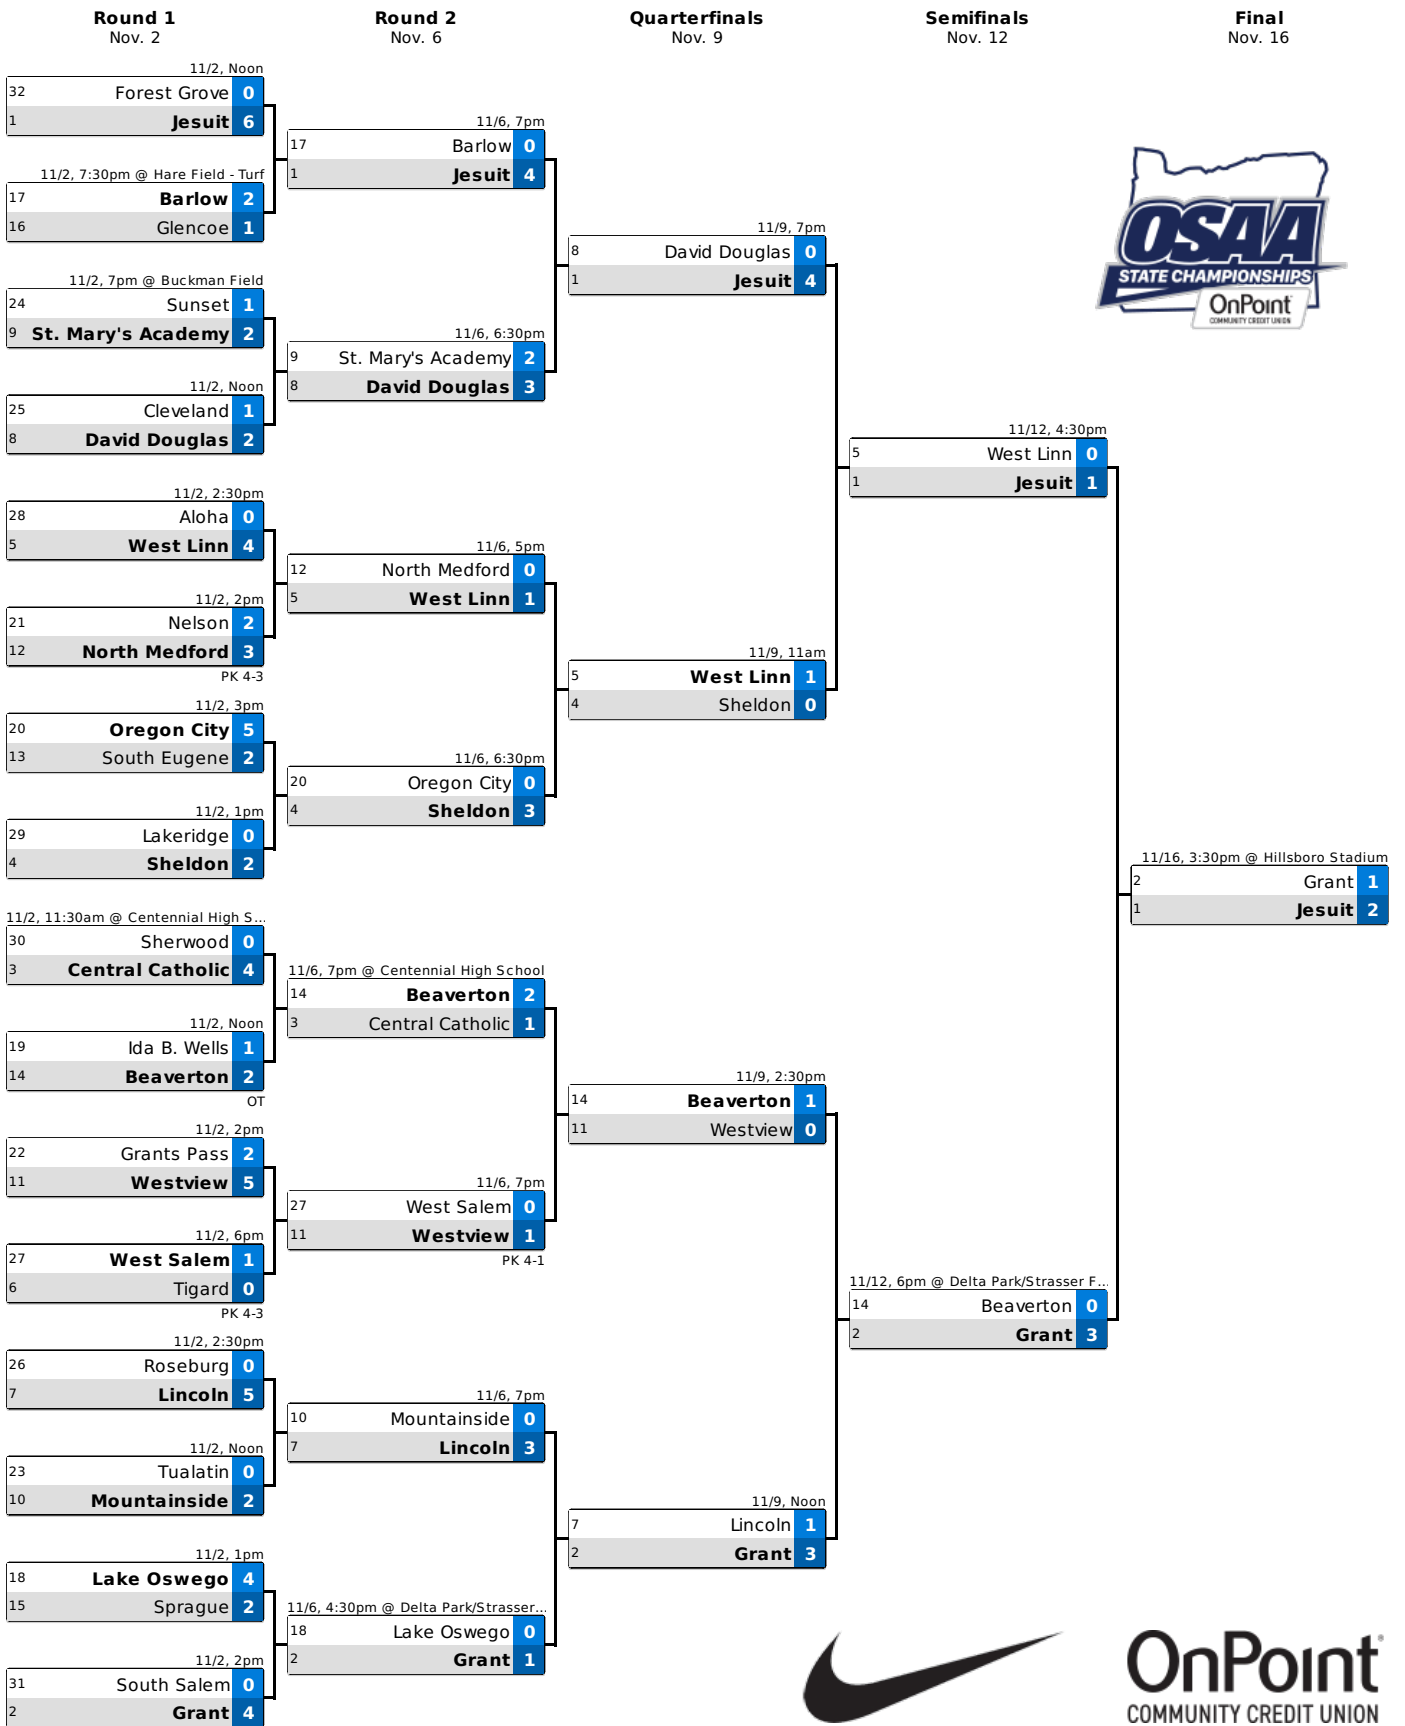 Round 1
Nov. 2
Round 2
Nov. 6
Quarterfinals
Nov. 9
Semifinals
Nov. 12
Final
Nov. 16
11/2, Noon
32 Forest Grove 0
1 Jesuit 6
11/2, 7:30pm @ Hare Field - Turf
17 Barlow 2
16 Glencoe 1
11/2, 7pm @ Buckman Field
24 Sunset 1
9 St. Mary's Academy 2
11/2, Noon
25 Cleveland 1
8 David Douglas 2
11/2, 2:30pm
28 Aloha 0
5 West Linn 4
11/2, 2pm
21 Nelson 2
12 North Medford 3
PK 4-3
11/2, 3pm
20 Oregon City 5
13 South Eugene 2
11/2, 1pm
29 Lakeridge 0
4 Sheldon 2
11/2, 11:30am @ Centennial High S...
30 Sherwood 0
3 Central Catholic 4
11/2, Noon
19 Ida B. Wells 1
14 Beaverton 2
OT
11/2, 2pm
22 Grants Pass 2
11 Westview 5
11/2, 6pm
27 West Salem 1
6 Tigard 0
PK 4-3
11/2, 2:30pm
26 Roseburg 0
7 Lincoln 5
11/2, Noon
23 Tualatin 0
10 Mountainside 2
11/2, 1pm
18 Lake Oswego 4
15 Sprague 2
11/2, 2pm
31 South Salem 0
2 Grant 4
11/6, 7pm
17 Barlow 0
1 Jesuit 4
11/6, 6:30pm
9 St. Mary's Academy 2
8 David Douglas 3
11/6, 5pm
12 North Medford 0
5 West Linn 1
11/6, 6:30pm
20 Oregon City 0
4 Sheldon 3
11/6, 7pm @ Centennial High School
14 Beaverton 2
3 Central Catholic 1
11/6, 7pm
27 West Salem 0
11 Westview 1
PK 4-1
11/6, 7pm
10 Mountainside 0
7 Lincoln 3
11/6, 4:30pm @ Delta Park/Strasser...
18 Lake Oswego 0
2 Grant 1
11/9, 7pm
8 David Douglas 0
1 Jesuit 4
11/9, 11am
5 West Linn 1
4 Sheldon 0
11/9, 2:30pm
14 Beaverton 1
11 Westview 0
11/9, Noon
7 Lincoln 1
2 Grant 3
11/12, 4:30pm
5 West Linn 0
1 Jesuit 1
11/12, 6pm @ Delta Park/Strasser F...
14 Beaverton 0
2 Grant 3
11/16, 3:30pm @ Hillsboro Stadium
2 Grant 1
1 Jesuit 2
OSAA
STATE CHAMPIONSHIPS
OnPoint
COMMUNITY CREDIT UNION
OnPoint®
COMMUNITY CREDIT UNION